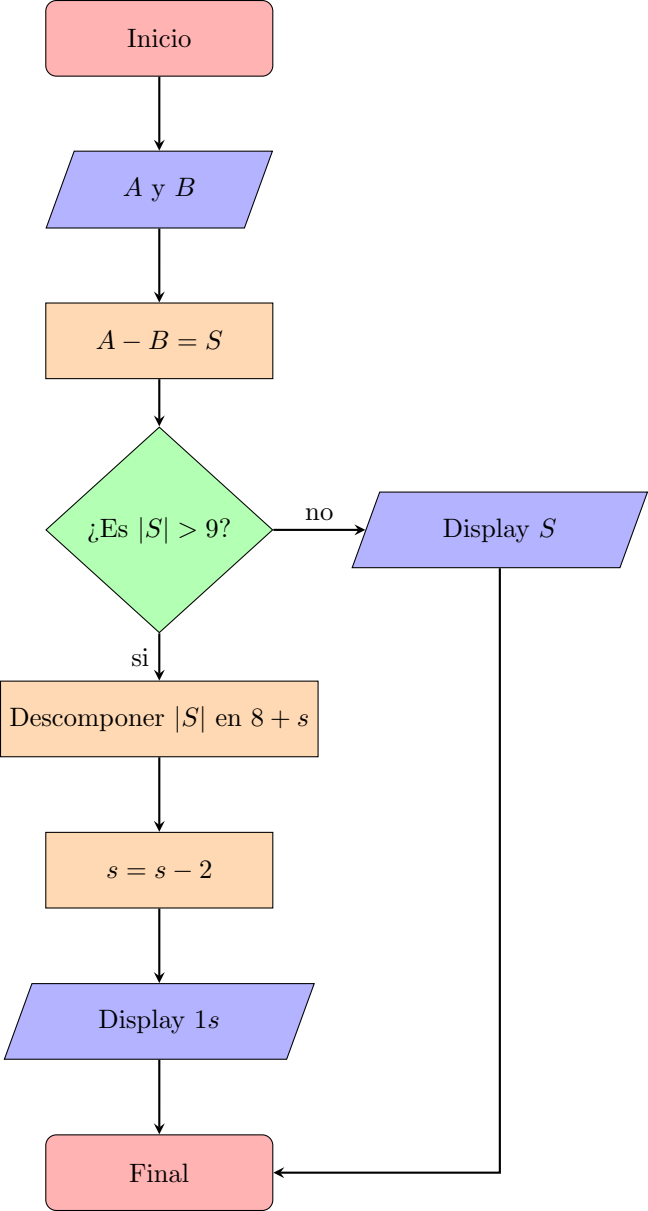 Inicio
A y B
A − B = S
¿Es |S| > 9?
no
Display S
si
Descomponer |S| en 8 + s
s = s − 2
Display 1s
Final